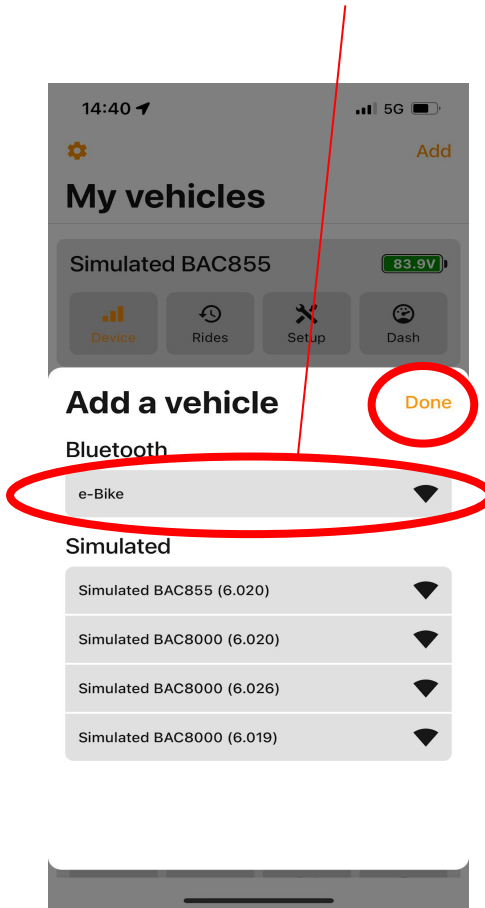 14:40 5G
Add
My vehicles
Simulated BAC855 83.9V
Device Rides Setup Dash
Add a vehicle Done
Bluetooth
e-Bike
Simulated
Simulated BAC855 (6.020)
Simulated BAC8000 (6.020)
Simulated BAC8000 (6.026)
Simulated BAC8000 (6.019)